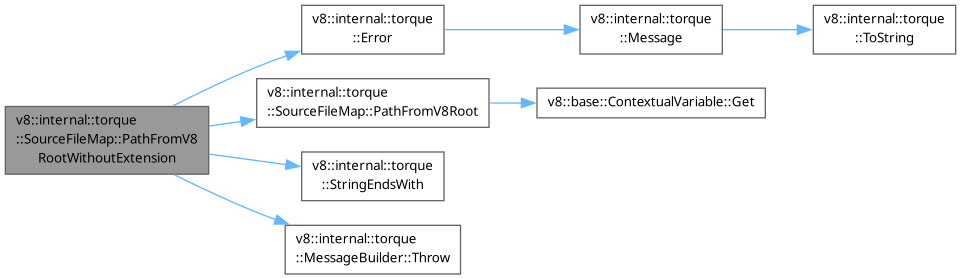 v8::internal::torque
::SourceFileMap::PathFromV8
RootWithoutExtension
v8::internal::torque
::Error
v8::internal::torque
::Message
v8::internal::torque
::ToString
v8::internal::torque
::SourceFileMap::PathFromV8Root
v8::base::ContextualVariable::Get
v8::internal::torque
::StringEndsWith
v8::internal::torque
::MessageBuilder::Throw